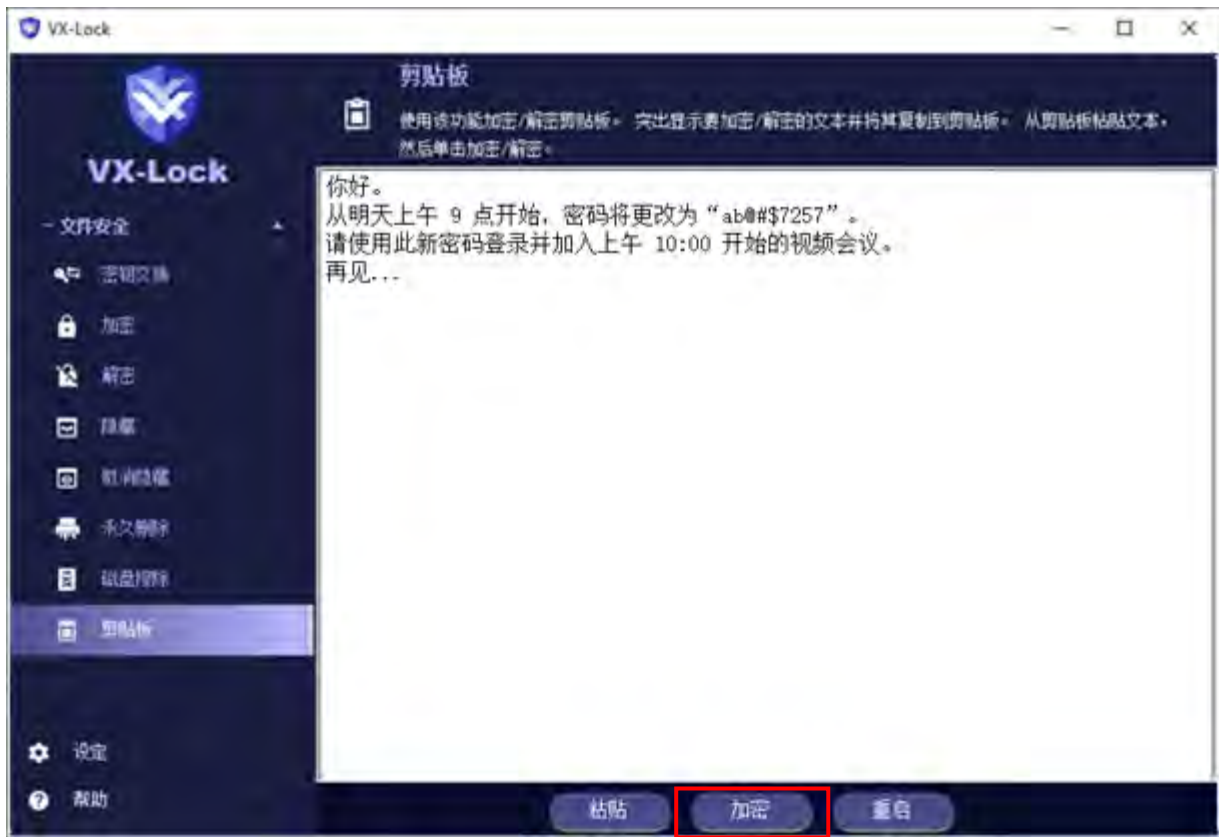 VX-Lock
VX-Lock
- 文件安全
密钥交换
加密
解密
隐藏
取消隐藏
永久删除
磁盘擦除
剪贴板
设定
帮助
剪贴板
使用该功能加密/解密剪贴板。 突出显示要加密/解密的文本并将其复制到剪贴板。 从剪贴板粘贴文本，
然后单击加密/解密。
你好。
从明天上午 9 点开始，密码将更改为“ab@#$7257”。
请使用此新密码登录并加入上午 10:00 开始的视频会议。
再见...
粘贴
加密
重启